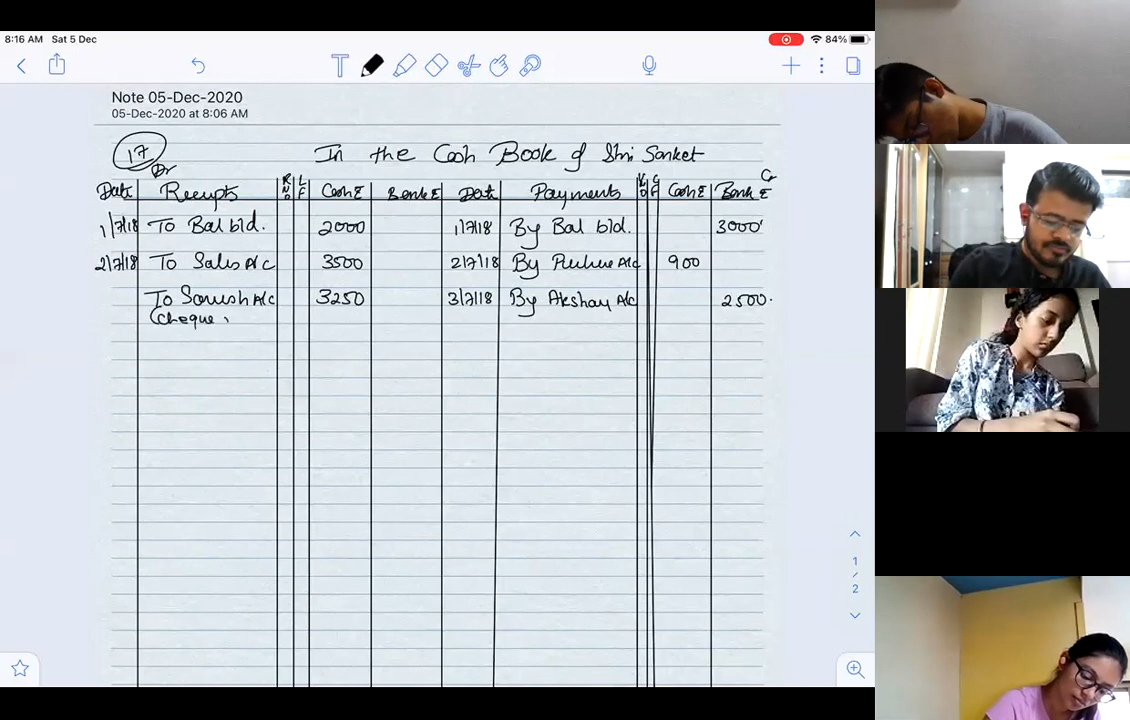 8:16 AM Sat 5 Dec 84%
Note 05-Dec-2020
05-Dec-2020 at 8:06 AM
17 In the Cash Book of Shri Sanket
Dr Cr
Date Receipts R No L F Cash ₹ Bank ₹ Date Payments V No L F Cash ₹ Bank ₹
1/7/18 To Bal b/d. 2000 1/7/18 By Bal b/d. 3000
2/7/18 To Sales A/c 3500 2/7/18 By A/c 900
To A/c 3250 3/7/18 By Akshay A/c 2500
(Cheque
1
/
2